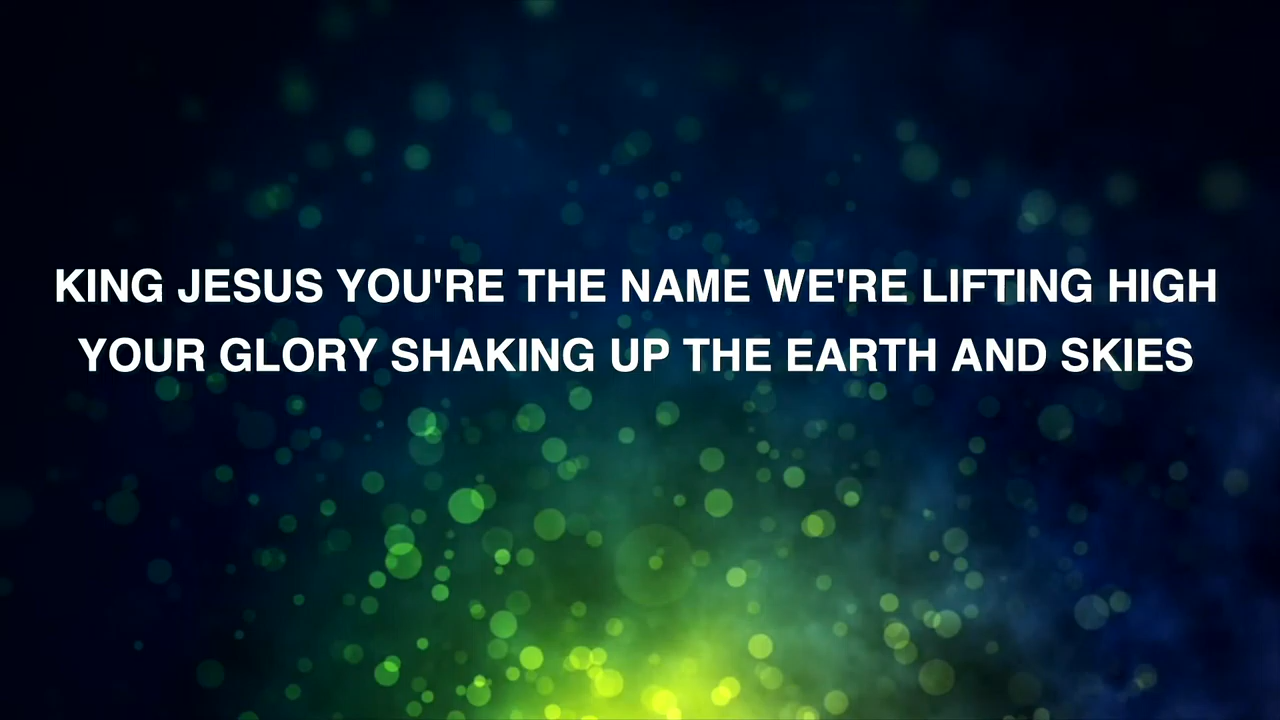 KING JESUS YOU'RE THE NAME WE'RE LIFTING HIGH
YOUR GLORY SHAKING UP THE EARTH AND SKIES